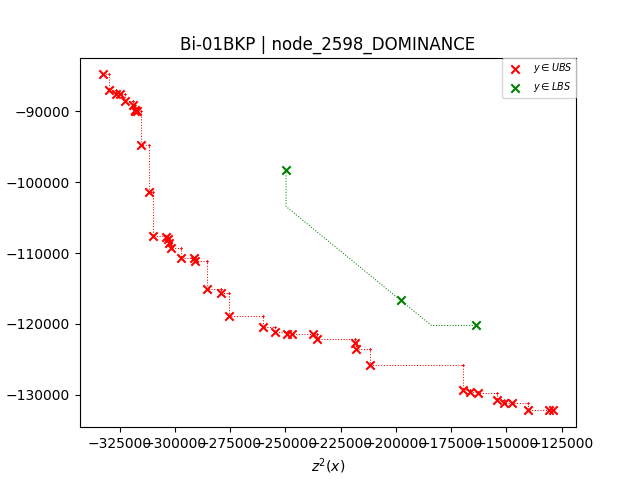 Bi-01BKP | node_2598_DOMINANCE
y ∈ UBS
y ∈ LBS
−90000
−100000
−110000
−120000
−130000
−325000 −300000 −275000 −250000 −225000 −200000 −175000 −150000 −125000
z²(x)